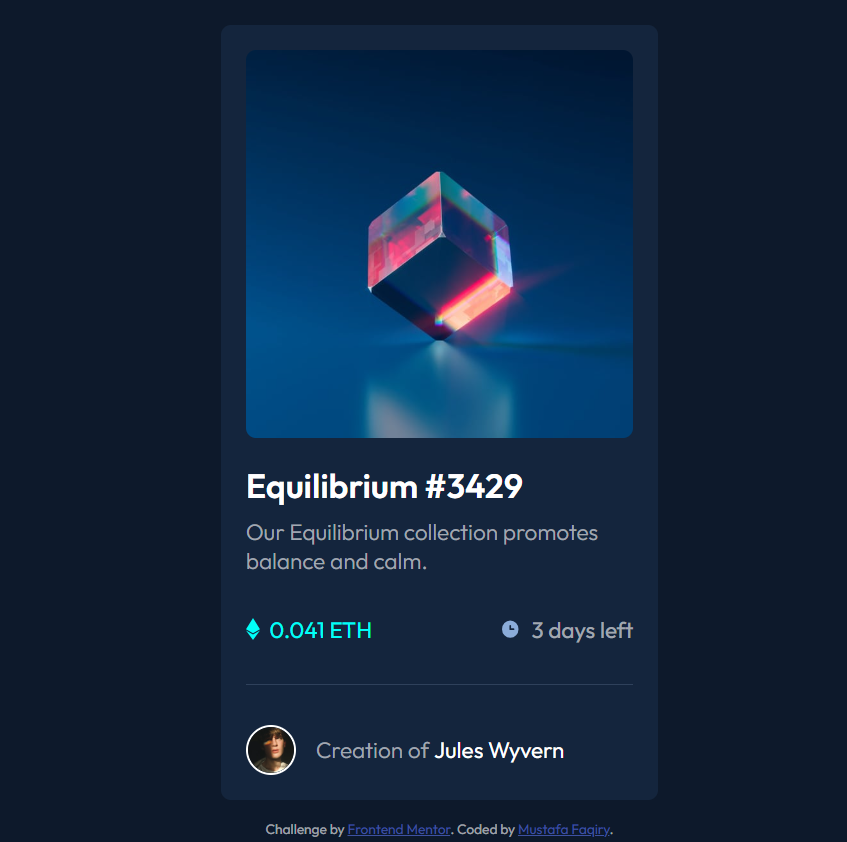 Equilibrium #3429
Our Equilibrium collection promotes
balance and calm.
0.041 ETH
3 days left
Creation of Jules Wyvern
Challenge by Frontend Mentor. Coded by Mustafa Faqiry.